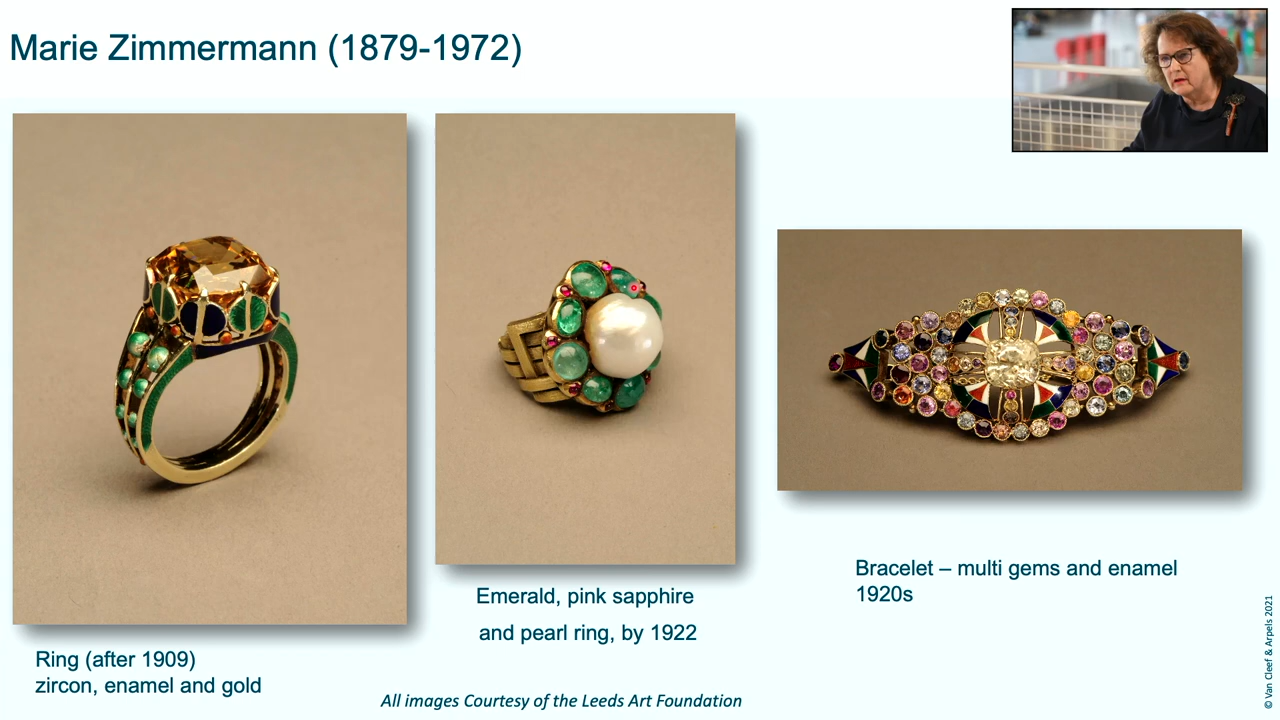 Marie Zimmermann (1879-1972)
Ring (after 1909)
zircon, enamel and gold
Emerald, pink sapphire
and pearl ring, by 1922
Bracelet – multi gems and enamel
1920s
All images Courtesy of the Leeds Art Foundation
© Van Cleef & Arpels 2021